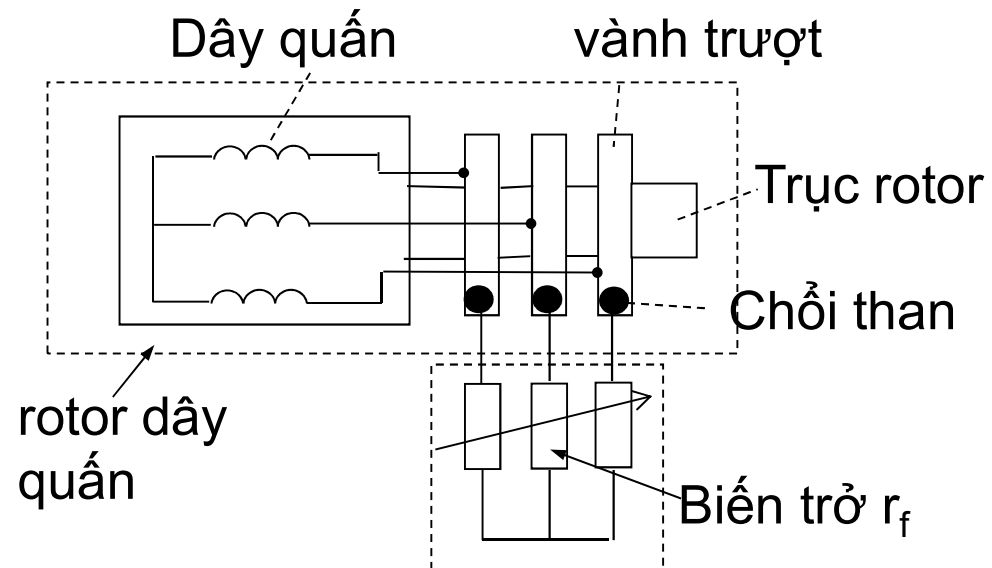 Dây quấn
vành trượt
Trục rotor
Chổi than
rotor dây
quấn
Biến trở rf